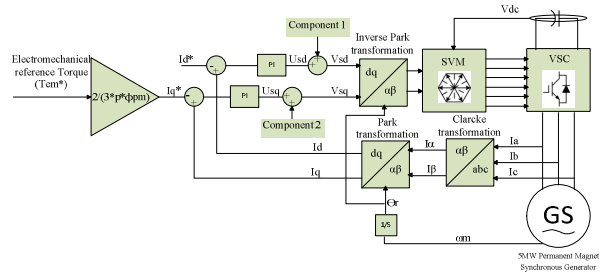 Vdc
Component 1
Inverse Park
transformation
Electromechanical
reference Torque
(Tem*)
2/(3*p*ϕpm)
Id*
-
+
PI
Usd
+
+
Vsd
Iq*
-
+
PI
Usq
+
+
Vsq
dq
αβ
SVM
VSC
Component 2
Park
transformation
Clarcke
transformation
Id
Iq
dq
αβ
Iα
Iβ
αβ
abc
Ia
Ib
Ic
Θr
1/S
ωm
GS
5MW Permanent Magnet
Synchronous Generator